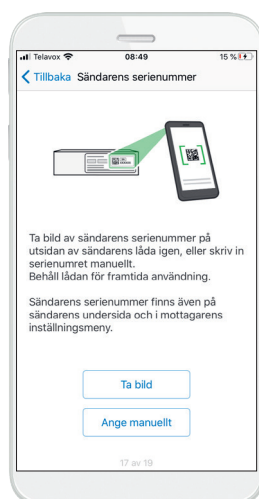 Telavox 08:49 15 %
Tillbaka Sändarens serienummer
Ta bild av sändarens serienummer på
utsidan av sändarens låda igen, eller skriv in
serienumret manuellt.
Behåll lådan för framtida användning.
Sändarens serienummer finns även på
sändarens undersida och i mottagarens
inställningsmeny.
Ta bild
Ange manuellt
17 av 19